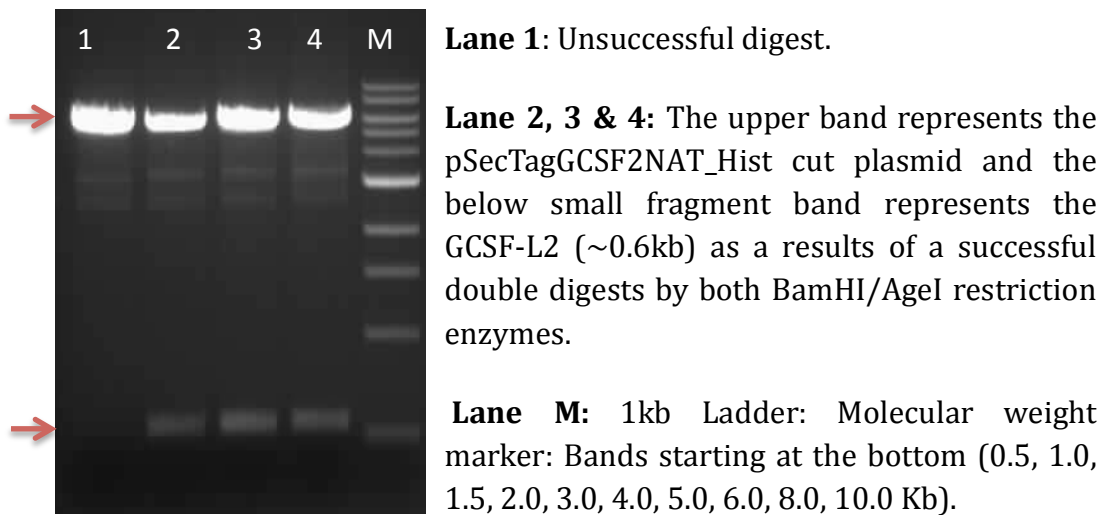 1 2 3 4 M
Lane 1: Unsuccessful digest.
Lane 2, 3 & 4: The upper band represents the
pSecTagGCSF2NAT_Hist cut plasmid and the
below small fragment band represents the
GCSF-L2 (~0.6kb) as a results of a successful
double digests by both BamHI/AgeI restriction
enzymes.
Lane M: 1kb Ladder: Molecular weight
marker: Bands starting at the bottom (0.5, 1.0,
1.5, 2.0, 3.0, 4.0, 5.0, 6.0, 8.0, 10.0 Kb).